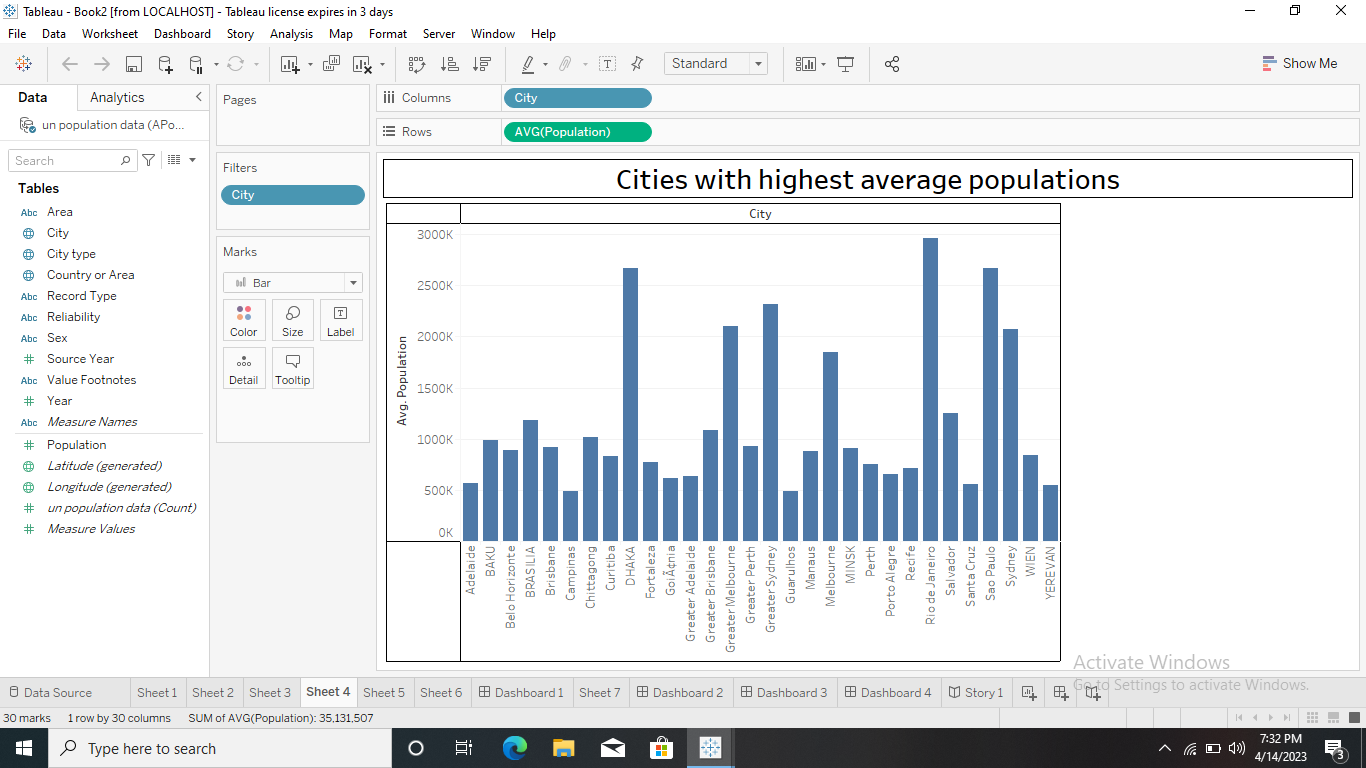 Tableau - Book2 [from LOCALHOST] - Tableau license expires in 3 days
File Data Worksheet Dashboard Story Analysis Map Format Server Window Help
Standard
Show Me
Data Analytics
un population data (APo...
Search
Tables
Abc Area
City
City type
Country or Area
Abc Record Type
Abc Reliability
Abc Sex
Source Year
Abc Value Footnotes
Year
Abc Measure Names
Population
Latitude (generated)
Longitude (generated)
un population data (Count)
Measure Values
Pages
Filters
City
Marks
Bar
Color Size Label
Detail Tooltip
Columns City
Rows AVG(Population)
Cities with highest average populations
City
Avg. Population
3000K
2500K
2000K
1500K
1000K
500K
0K
Adelaide
BAKU
Belo Horizonte
BRASILIA
Brisbane
Campinas
Chittagong
Curitiba
DHAKA
Fortaleza
GoiÃ¢nia
Greater Adelaide
Greater Brisbane
Greater Melbourne
Greater Perth
Greater Sydney
Guarulhos
Manaus
Melbourne
MINSK
Perth
Porto Alegre
Recife
Rio de Janeiro
Salvador
Santa Cruz
Sao Paulo
Sydney
WIEN
YEREVAN
Activate Windows
Go to Settings to activate Windows.
Data Source Sheet 1 Sheet 2 Sheet 3 Sheet 4 Sheet 5 Sheet 6 Dashboard 1 Sheet 7 Dashboard 2 Dashboard 3 Dashboard 4 Story 1
30 marks 1 row by 30 columns SUM of AVG(Population): 35,131,507
Type here to search
7:32 PM
4/14/2023
3